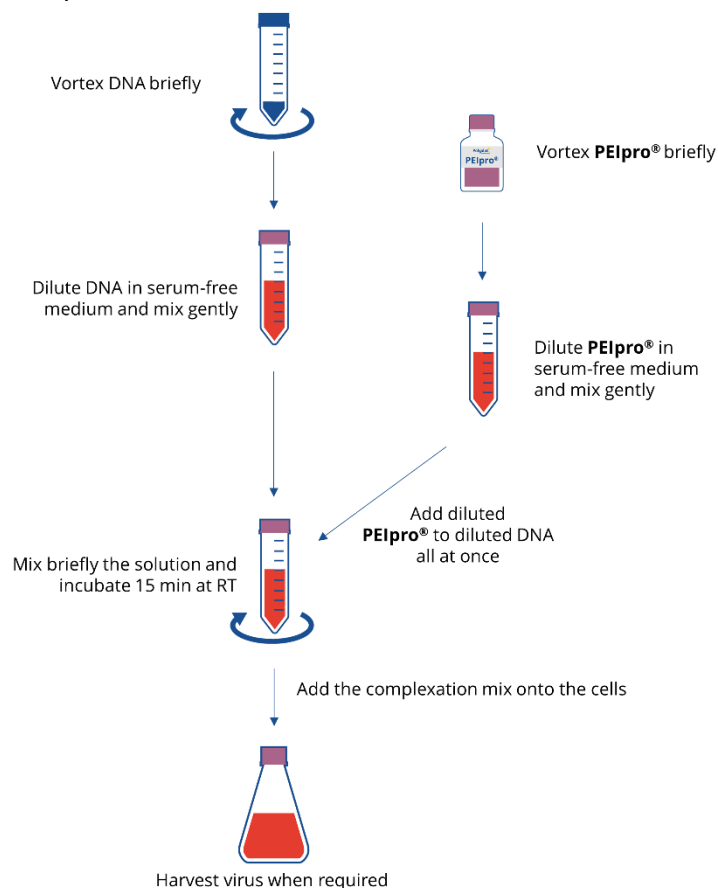 Vortex DNA briefly
PEIpro®
Vortex PEIpro® briefly
Dilute DNA in serum-free
medium and mix gently
Dilute PEIpro® in
serum-free medium
and mix gently
Add diluted
PEIpro® to diluted DNA
all at once
Mix briefly the solution and
incubate 15 min at RT
Add the complexation mix onto the cells
Harvest virus when required